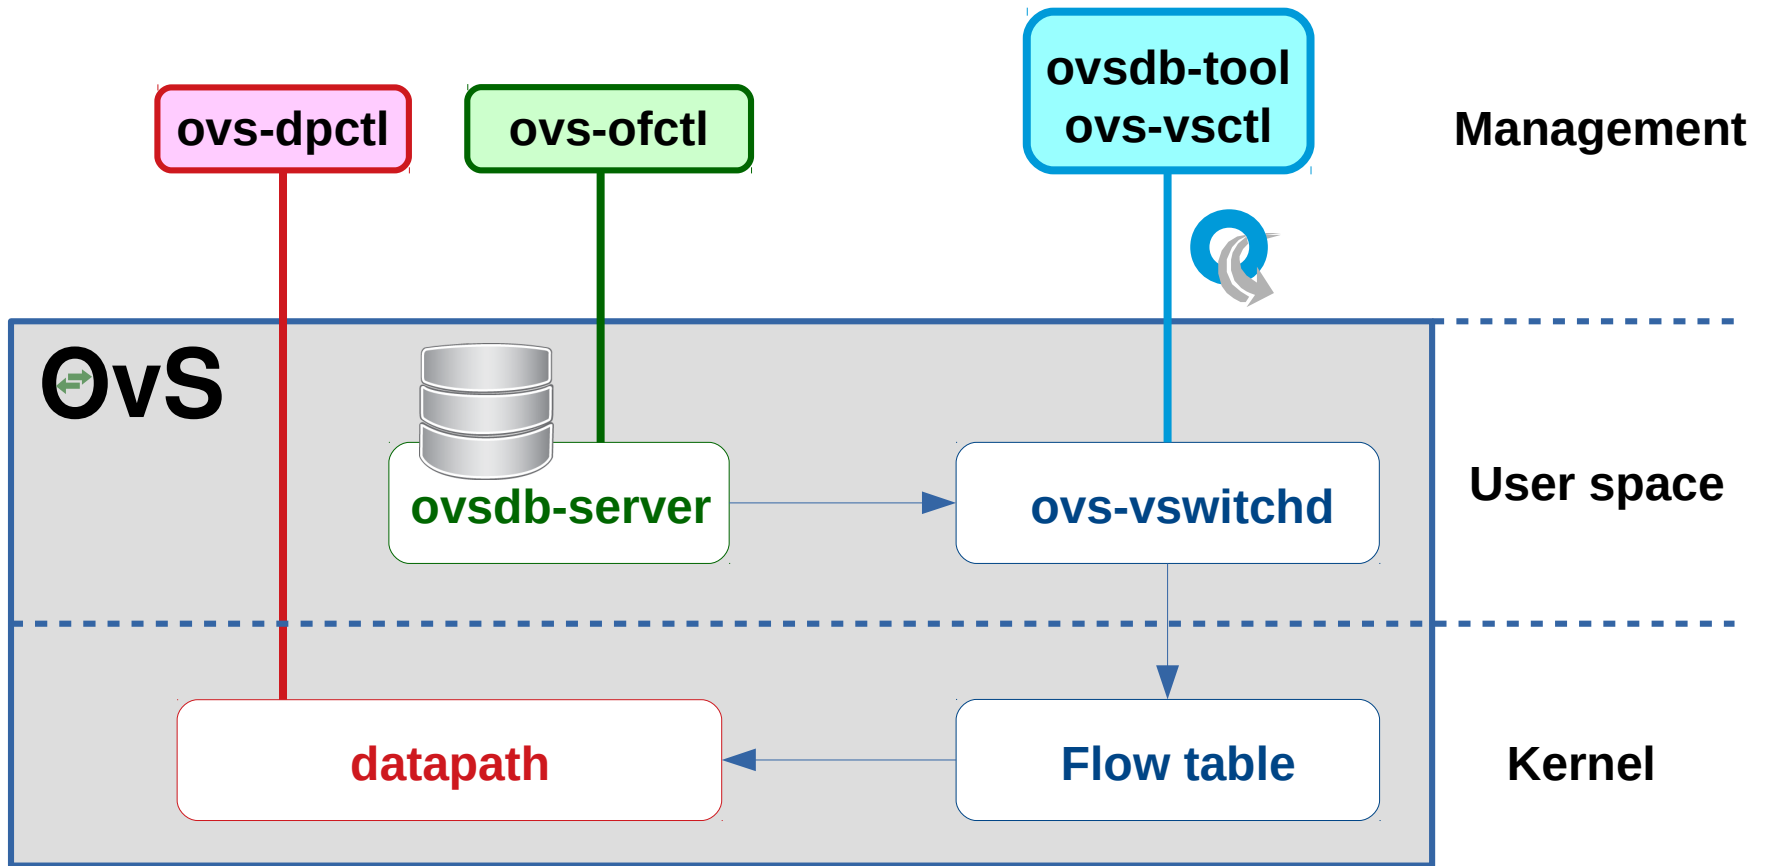 ovsdb-tool
ovs-vsctl
ovs-dpctl
ovs-ofctl
Management
OvS
ovsdb-server
ovs-vswitchd
User space
datapath
Flow table
Kernel